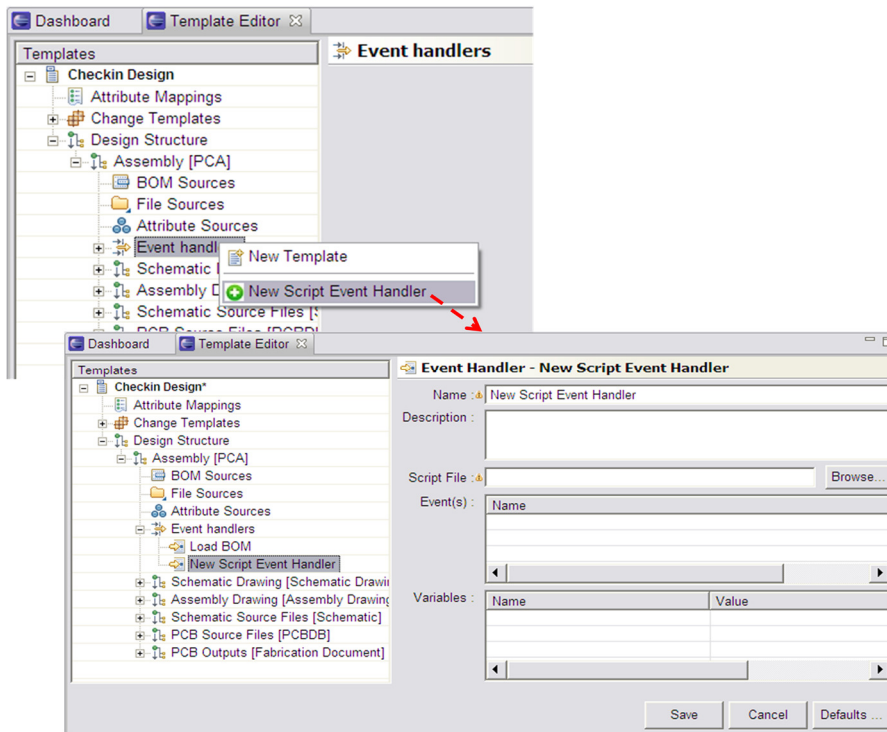 Dashboard
Template Editor
Templates
Event handlers
Checkin Design
Attribute Mappings
Change Templates
Design Structure
Assembly [PCA]
BOM Sources
File Sources
Attribute Sources
Event handl
New Template
Schematic
New Script Event Handler
Assembly D
Schematic Source Files [S
PCB Source Files [PCBDB]
Dashboard
Template Editor
Templates
Event Handler - New Script Event Handler
Checkin Design*
Name :
New Script Event Handler
Attribute Mappings
Change Templates
Description :
Design Structure
Assembly [PCA]
BOM Sources
Script File :
Browse...
File Sources
Event(s) :
Name
Attribute Sources
Event handlers
Load BOM
New Script Event Handler
Schematic Drawing [Schematic Drawi
Assembly Drawing [Assembly Drawing
Variables :
Name
Value
Schematic Source Files [Schematic]
PCB Source Files [PCBDB]
PCB Outputs [Fabrication Document]
Save
Cancel
Defaults ...